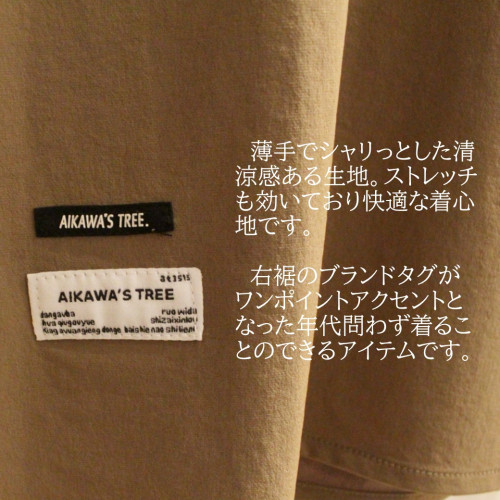 薄手でシャリっとした清
涼感ある生地。ストレッチ
も効いており快適な着心
地です。
右裾のブランドタグが
ワンポイントアクセントと
なった年代問わず着るこ
とのできるアイテムです。
AIKAWA'S TREE.
AIKAWA'S TREE